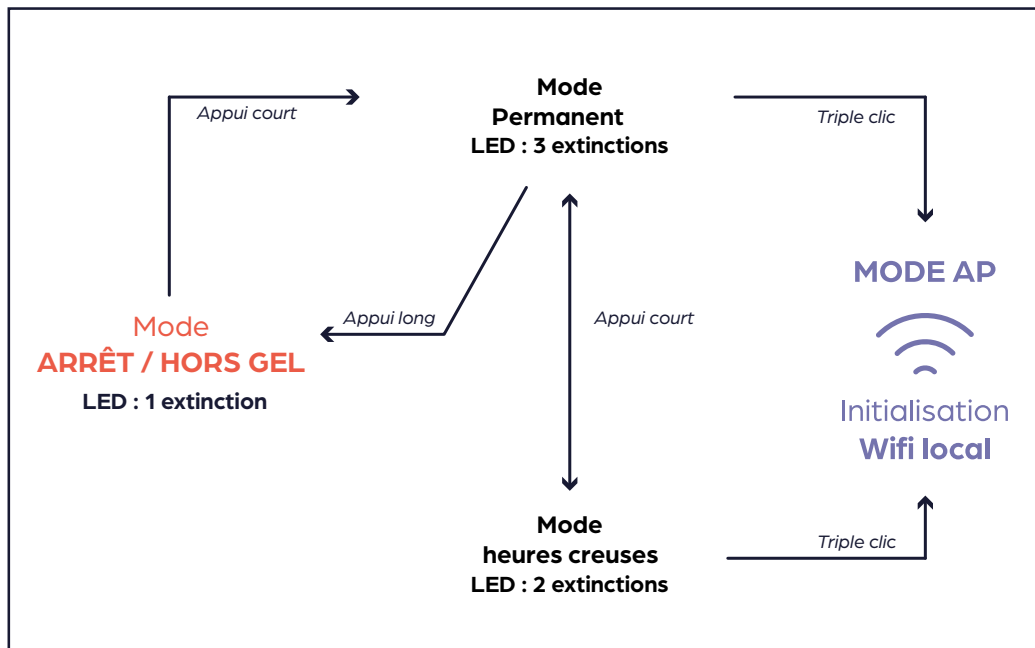 Mode
Permanent
LED : 3 extinctions
Appui court
Triple clic
MODE AP
Initialisation
Wifi local
Appui long
Appui court
Mode
ARRÊT / HORS GEL
LED : 1 extinction
Mode
heures creuses
LED : 2 extinctions
Triple clic